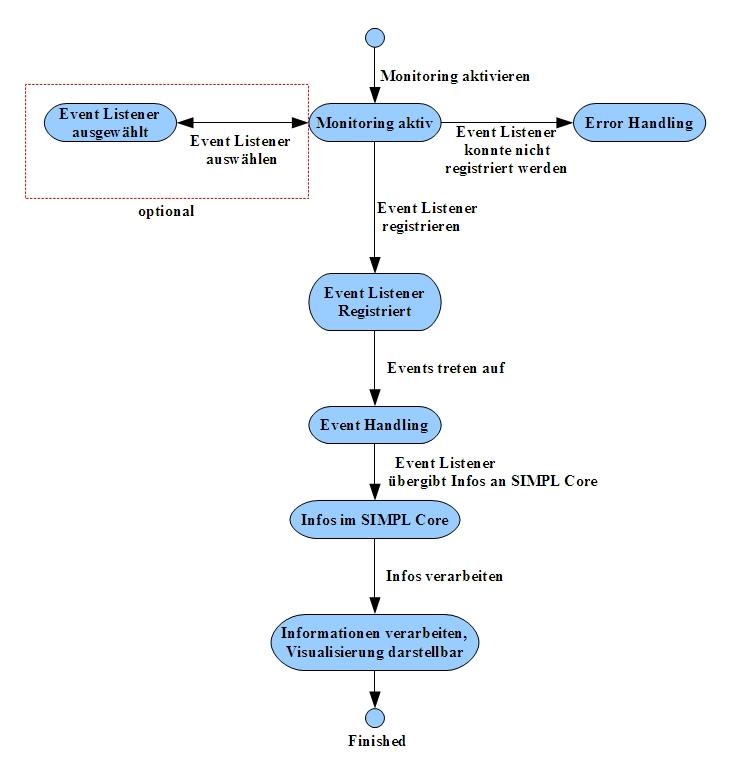 Monitoring aktivieren
Event Listener
ausgewählt
Event Listener
auswählen
optional
Monitoring aktiv
Event Listener
konnte nicht
registriert werden
Error Handling
Event Listener
registrieren
Event Listener
Registriert
Events treten auf
Event Handling
Event Listener
übergibt Infos an SIMPL Core
Infos im SIMPL Core
Infos verarbeiten
Informationen verarbeiten,
Visualisierung darstellbar
Finished